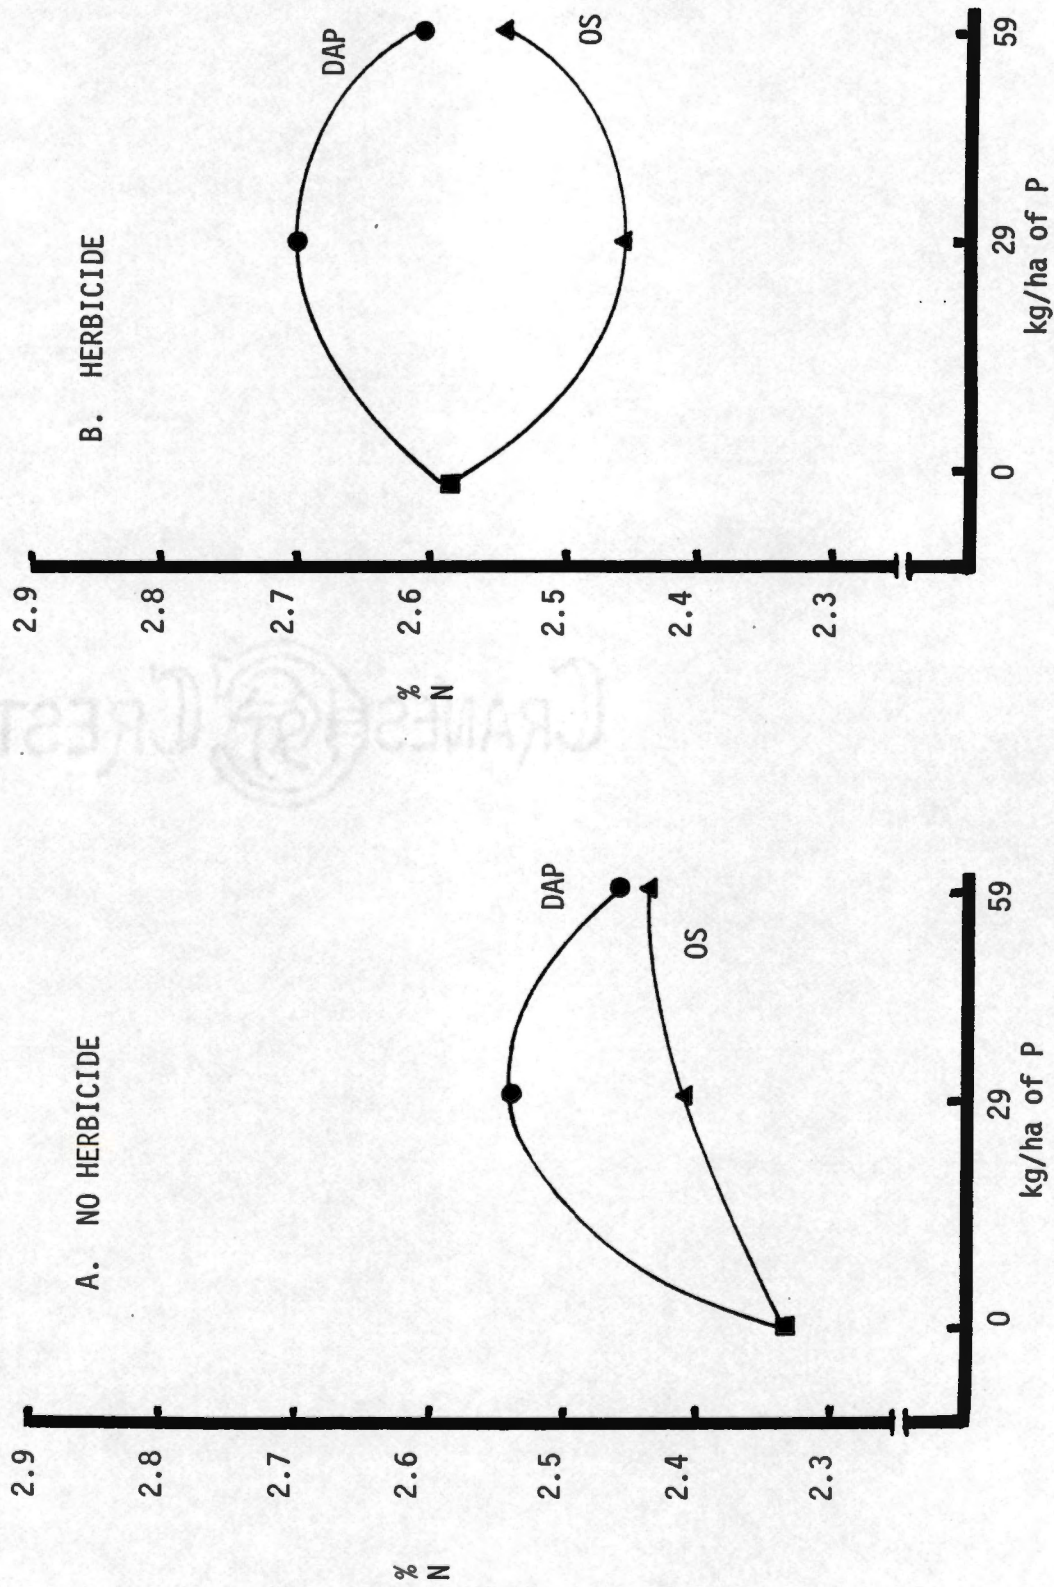 A. NO HERBICIDE
2.9
2.8
2.7
2.6
2.5
2.4
2.3
% N
DAP
OS
0 29 59
kg/ha of P
B. HERBICIDE
2.9
2.8
2.7
2.6
2.5
2.4
2.3
% N
DAP
OS
0 29 59
kg/ha of P
CRANES CREST